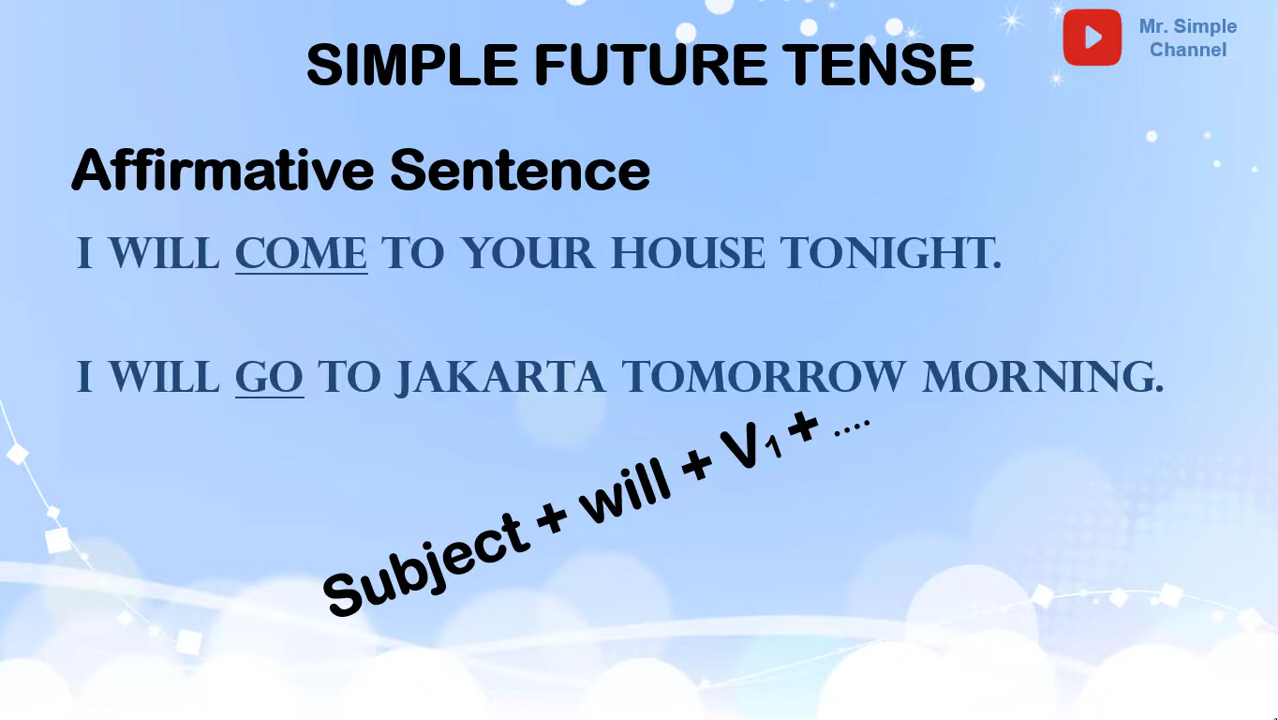 Mr. Simple
Channel
SIMPLE FUTURE TENSE
Affirmative Sentence
I WILL COME TO YOUR HOUSE TONIGHT.
I WILL GO TO JAKARTA TOMORROW MORNING.
Subject + will + V₁ + ....